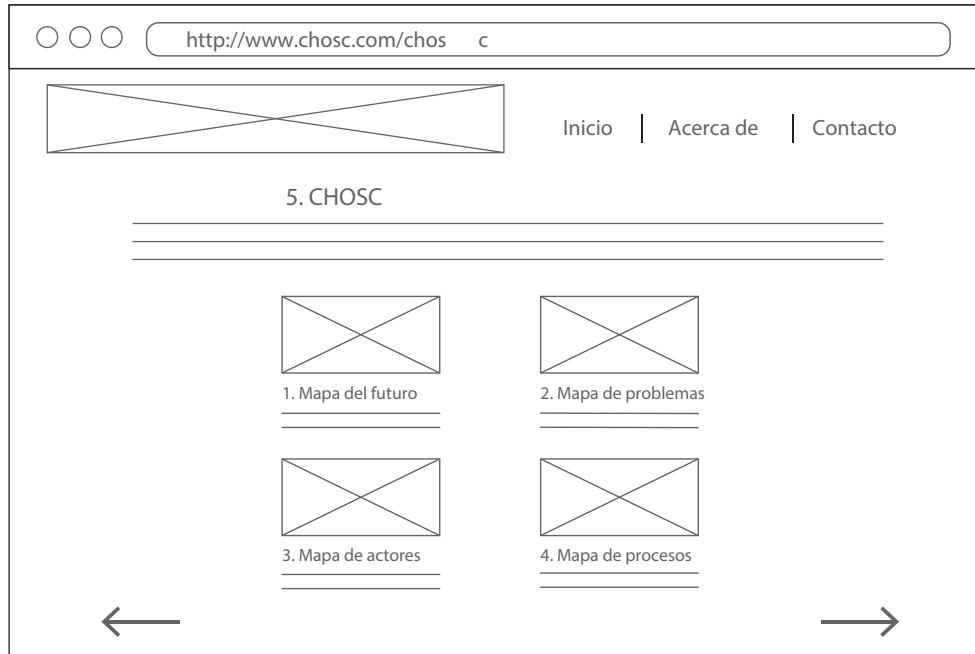 http://www.chosc.com/chos c
Inicio Acerca de Contacto
5. CHOSC
1. Mapa del futuro
2. Mapa de problemas
3. Mapa de actores
4. Mapa de procesos